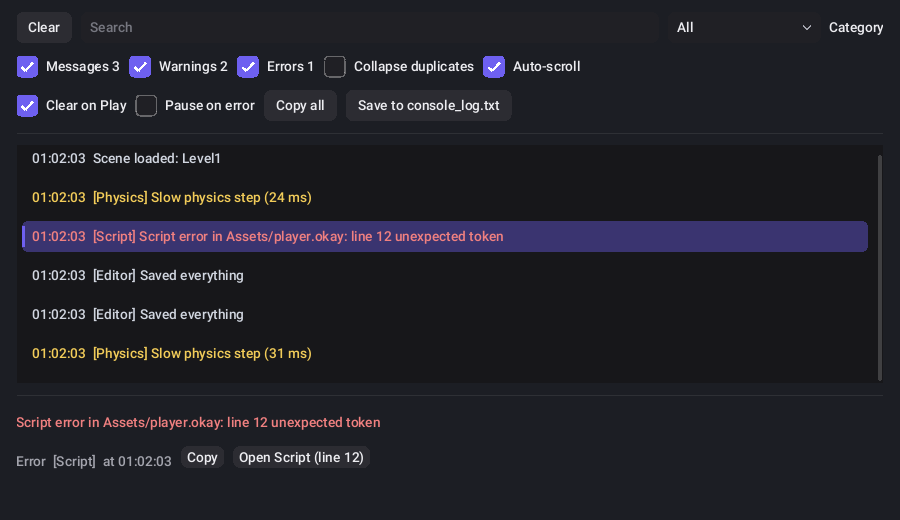 Clear Search All Category
Messages 3 Warnings 2 Errors 1 Collapse duplicates Auto-scroll
Clear on Play Pause on error Copy all Save to console_log.txt
01:02:03 Scene loaded: Level1
01:02:03 [Physics] Slow physics step (24 ms)
01:02:03 [Script] Script error in Assets/player.okay: line 12 unexpected token
01:02:03 [Editor] Saved everything
01:02:03 [Editor] Saved everything
01:02:03 [Physics] Slow physics step (31 ms)
Script error in Assets/player.okay: line 12 unexpected token
Error [Script] at 01:02:03 Copy Open Script (line 12)